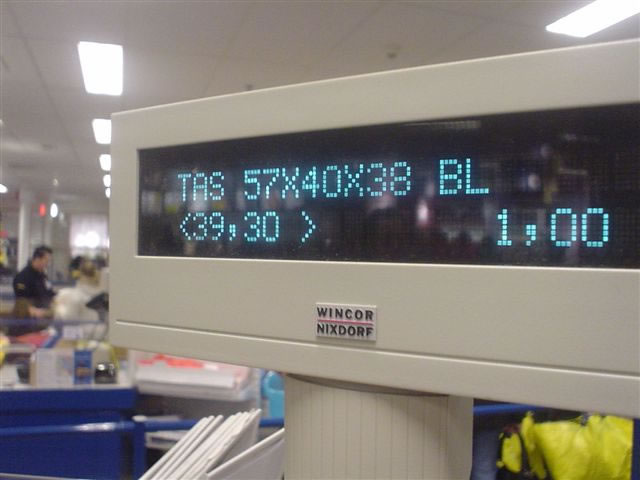 TAS 57X40X38 BL
<39,30 > 1,00
WINCOR
NIXDORF